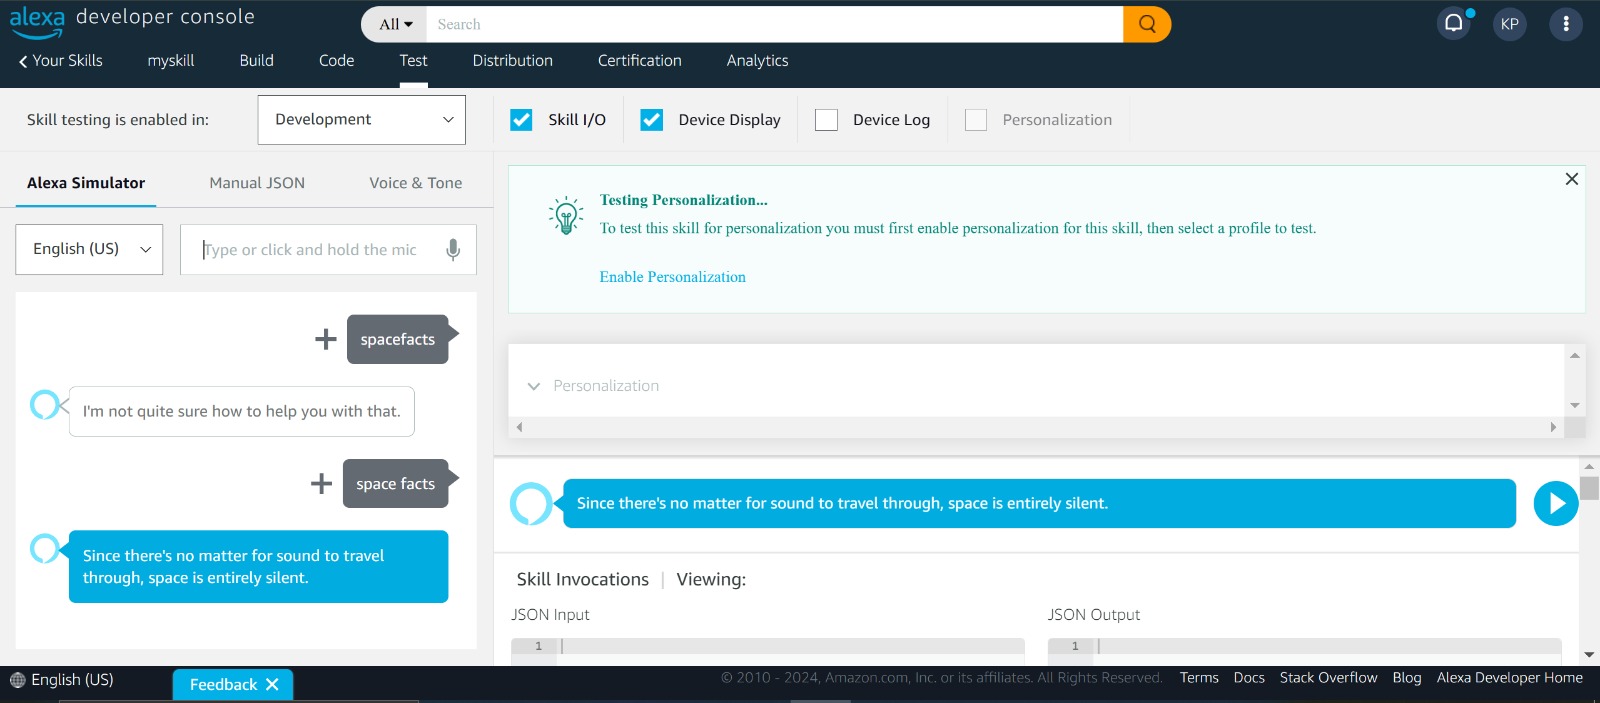 alexa developer console
All
Search
KP
Your Skills
myskill
Build
Code
Test
Distribution
Certification
Analytics
Skill testing is enabled in:
Development
Skill I/O
Device Display
Device Log
Personalization
Alexa Simulator
Manual JSON
Voice & Tone
English (US)
Type or click and hold the mic
spacefacts
I'm not quite sure how to help you with that.
space facts
Since there's no matter for sound to travel
through, space is entirely silent.
Testing Personalization...
To test this skill for personalization you must first enable personalization for this skill, then select a profile to test.
Enable Personalization
Personalization
Since there's no matter for sound to travel through, space is entirely silent.
Skill Invocations | Viewing:
JSON Input
JSON Output
1
1
English (US)
Feedback
© 2010 - 2024, Amazon.com, Inc. or its affiliates. All Rights Reserved.
Terms
Docs
Stack Overflow
Blog
Alexa Developer Home